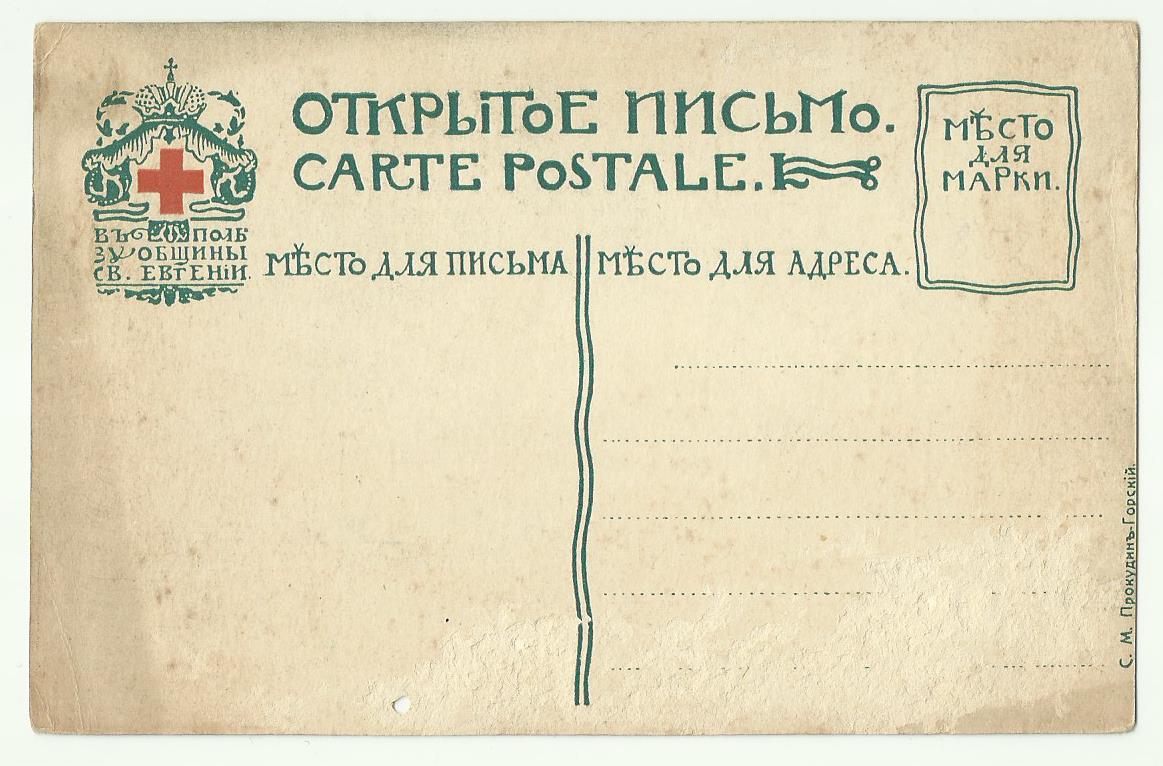 ОТКРЫТОЕ ПИСЬМО.
CARTE POSTALE.
МѢСТО
ДЛЯ
МАРКИ.
ВЪ ПОЛЬ
ЗУ ОБЩИНЫ
СВ. ЕВГЕНІИ.
МѢСТО ДЛЯ ПИСЬМА
МѢСТО ДЛЯ АДРЕСА.
С. М. Прокудинъ-Горскій.